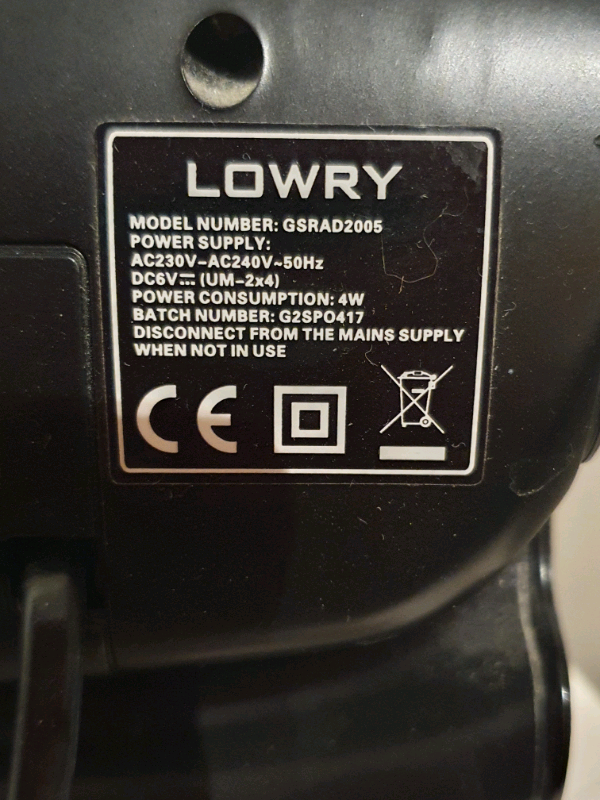 LOWRY
MODEL NUMBER: GSRAD2005
POWER SUPPLY:
AC230V-AC240V~50Hz
DC6V⎓ (UM-2x4)
POWER CONSUMPTION: 4W
BATCH NUMBER: G2SPO417
DISCONNECT FROM THE MAINS SUPPLY
WHEN NOT IN USE
CE